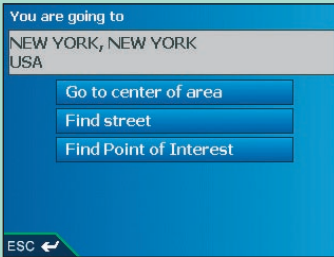 You are going to
NEW YORK, NEW YORK
USA
Go to center of area
Find street
Find Point of Interest
ESC